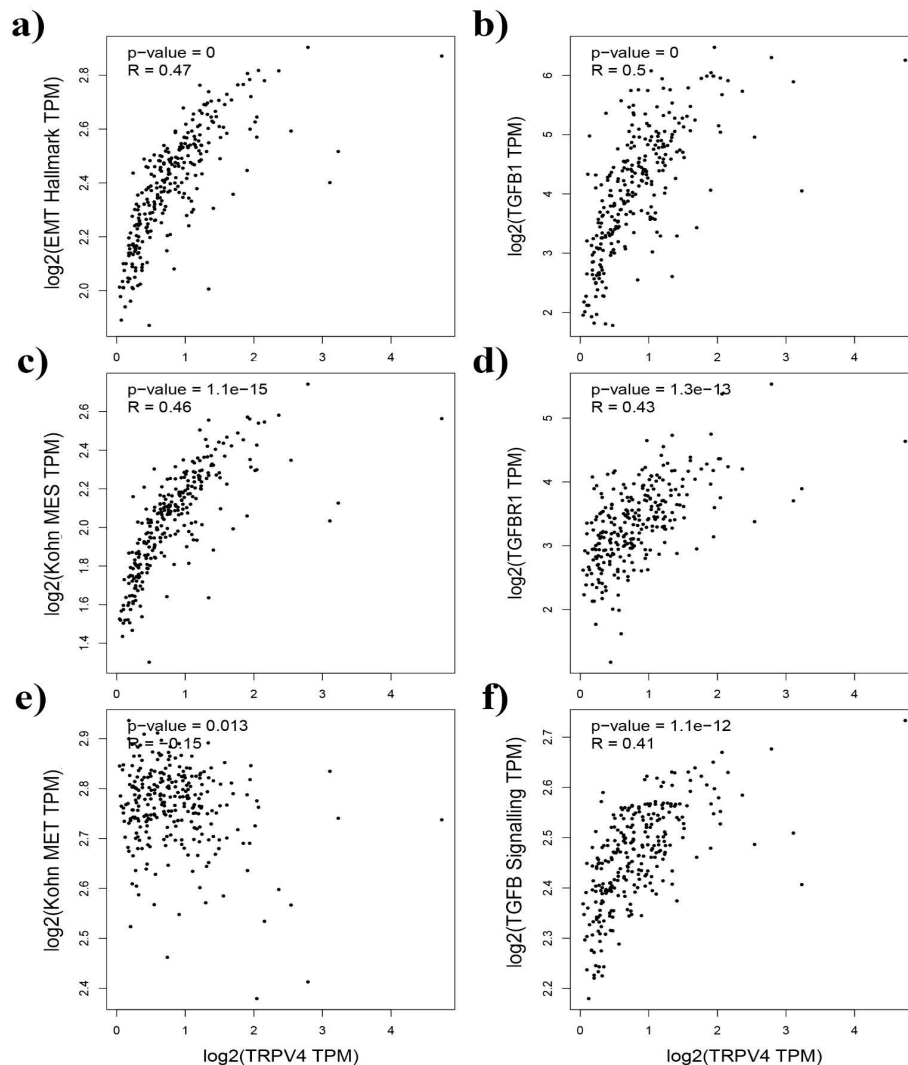 a)
p-value = 0
R = 0.47
log2(EMT Hallmark TPM)
2.0 2.2 2.4 2.6 2.8
0 1 2 3 4
b)
p-value = 0
R = 0.5
log2(TGFB1 TPM)
2 3 4 5 6
0 1 2 3 4
c)
p-value = 1.1e-15
R = 0.46
log2(Kohn MES TPM)
1.4 1.6 1.8 2.0 2.2 2.4 2.6
0 1 2 3 4
d)
p-value = 1.3e-13
R = 0.43
log2(TGFBR1 TPM)
2 3 4 5
0 1 2 3 4
e)
p-value = 0.013
R = -0.15
log2(Kohn MET TPM)
2.4 2.5 2.6 2.7 2.8 2.9
0 1 2 3 4
log2(TRPV4 TPM)
f)
p-value = 1.1e-12
R = 0.41
log2(TGFB Signalling TPM)
2.2 2.3 2.4 2.5 2.6 2.7
0 1 2 3 4
log2(TRPV4 TPM)